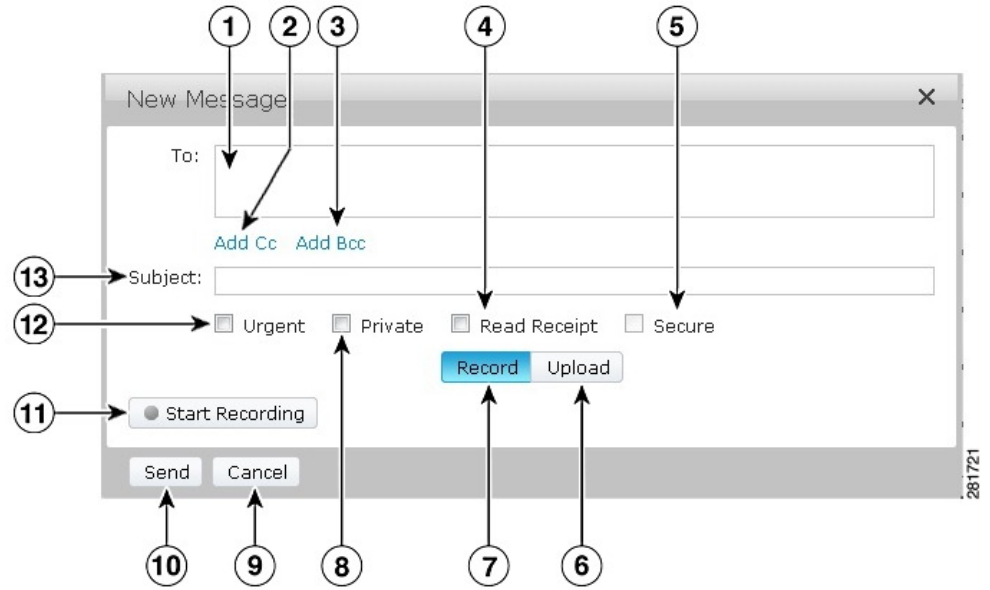 1 2 3 4 5
New Message
To:
Add Cc Add Bcc
13 Subject:
12 Urgent Private Read Receipt Secure
Record Upload
11 Start Recording
Send Cancel
281721
10 9 8 7 6